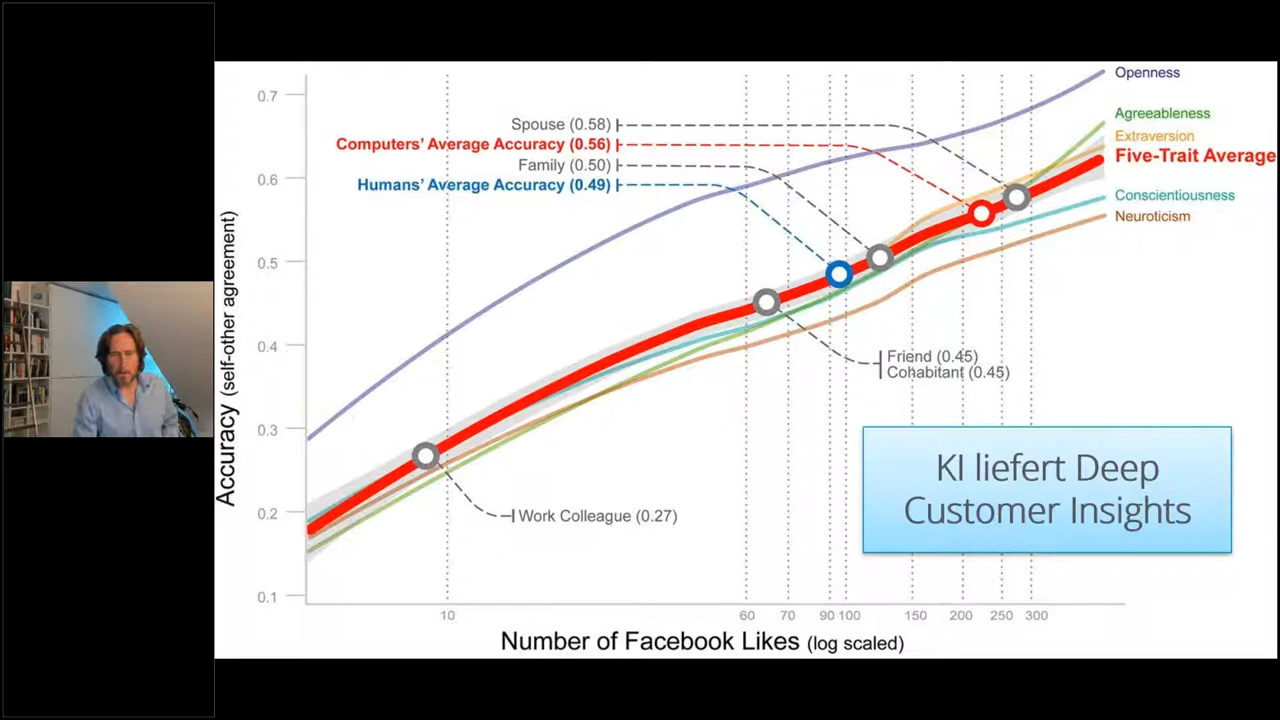 0.7
0.6
0.5
0.4
0.3
0.2
0.1
Accuracy (self-other agreement)
Spouse (0.58)
Computers' Average Accuracy (0.56)
Family (0.50)
Humans' Average Accuracy (0.49)
Openness
Agreeableness
Extraversion
Five-Trait Average
Conscientiousness
Neuroticism
Friend (0.45)
Cohabitant (0.45)
Work Colleague (0.27)
KI liefert Deep
Customer Insights
10 60 70 90 100 150 200 250 300
Number of Facebook Likes (log scaled)